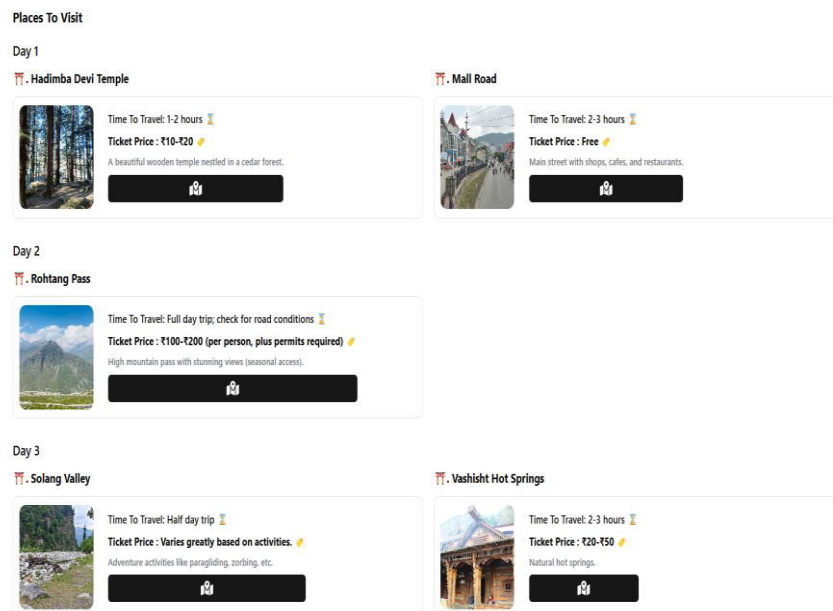 Places To Visit
Day 1
⛩️. Hadimba Devi Temple
Time To Travel: 1-2 hours ⌛
Ticket Price : ₹10-₹20
A beautiful wooden temple nestled in a cedar forest.
⛩️. Mall Road
Time To Travel: 2-3 hours ⌛
Ticket Price : Free
Main street with shops, cafes, and restaurants.
Day 2
⛩️. Rohtang Pass
Time To Travel: Full day trip; check for road conditions ⌛
Ticket Price : ₹100-₹200 (per person, plus permits required)
High mountain pass with stunning views (seasonal access).
Day 3
⛩️. Solang Valley
Time To Travel: Half day trip ⌛
Ticket Price : Varies greatly based on activities.
Adventure activities like paragliding, zorbing, etc.
⛩️. Vashisht Hot Springs
Time To Travel: 2-3 hours ⌛
Ticket Price : ₹20-₹50
Natural hot springs.